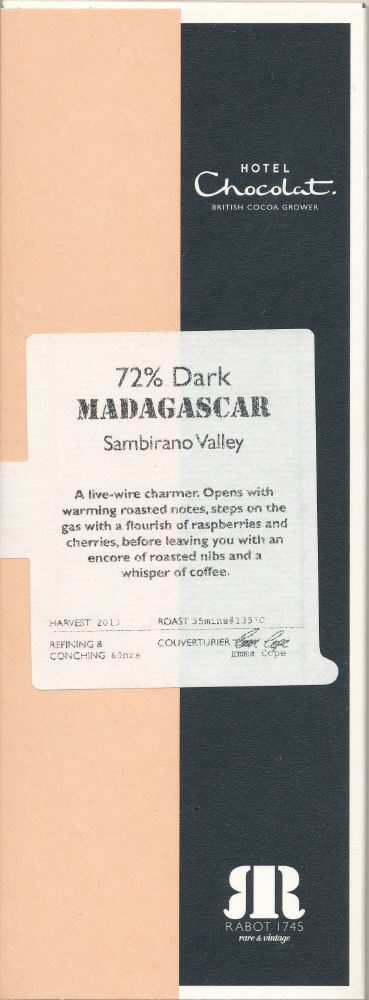 HOTEL
Chocolat.
BRITISH COCOA GROWER
72% Dark
MADAGASCAR
Sambirano Valley
A live-wire charmer. Opens with
warming roasted notes, steps on the
gas with a flourish of raspberries and
cherries, before leaving you with an
encore of roasted nibs and a
whisper of coffee.
HARVEST 2013 ROAST 35mins@135°C
REFINING & COUVERTURIER
CONCHING 60hrs Emma Cope
RR
RABOT 1745
rare & vintage